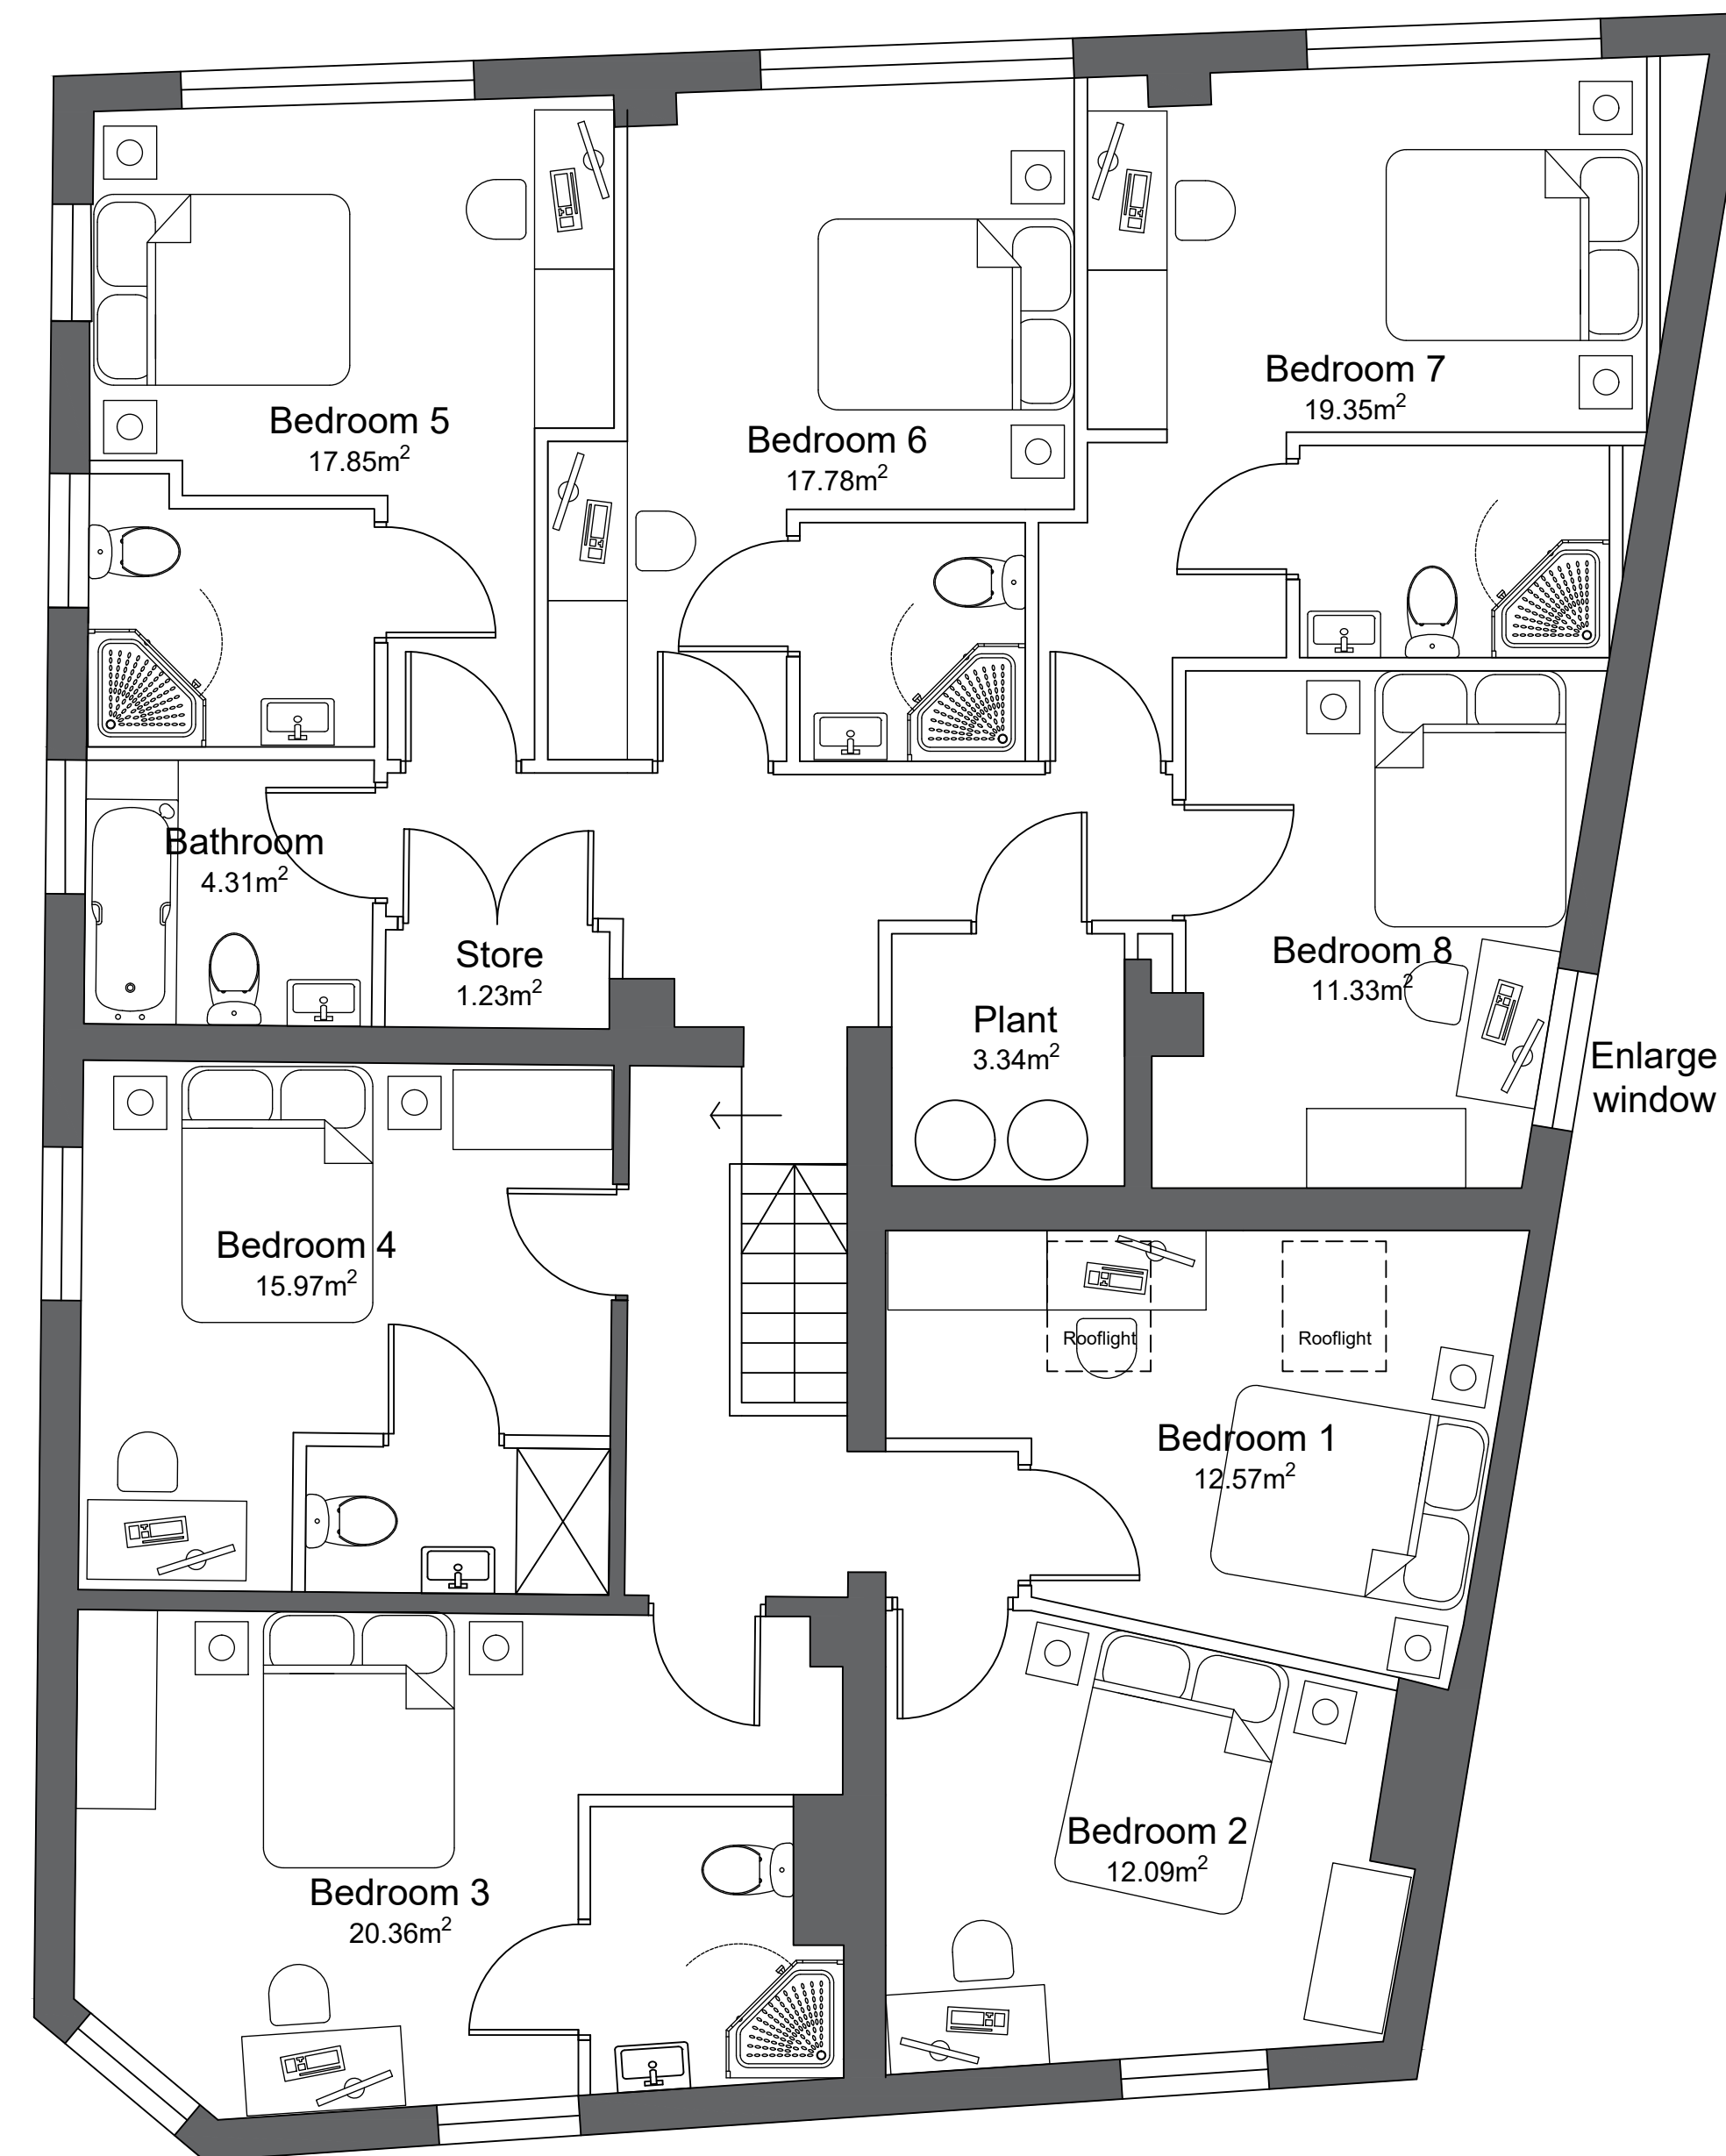 Bedroom 7
19.35m²
Bedroom 5
17.85m²
Bedroom 6
17.78m²
Bathroom
4.31m²
Store
1.23m²
Bedroom 8
11.33m²
Plant
3.34m²
Enlarge
window
Bedroom 4
15.97m²
Rooflight
Rooflight
Bedroom 1
12.57m²
Bedroom 2
12.09m²
Bedroom 3
20.36m²